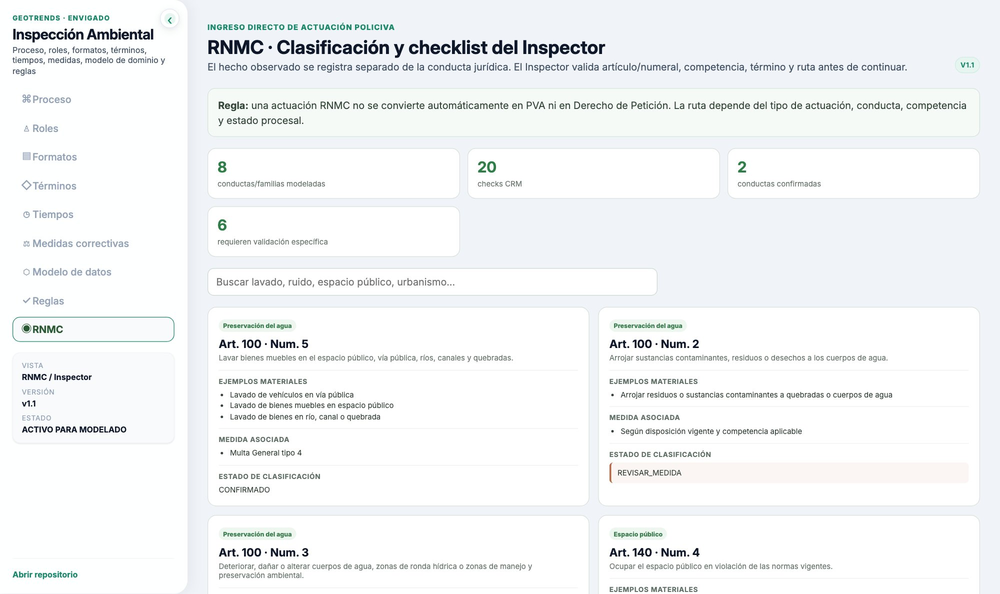 GEOTRENDS · ENVIGADO
Inspección Ambiental
Proceso, roles, formatos, términos,
tiempos, medidas, modelo de dominio y
reglas
Proceso
Roles
Formatos
Términos
Tiempos
Medidas correctivas
Modelo de datos
Reglas
RNMC
VISTA
RNMC / Inspector
VERSIÓN
v1.1
ESTADO
ACTIVO PARA MODELADO
Abrir repositorio
INGRESO DIRECTO DE ACTUACIÓN POLICIVA
RNMC · Clasificación y checklist del Inspector
El hecho observado se registra separado de la conducta jurídica. El Inspector valida artículo/numeral, competencia, término y ruta antes de continuar.
V1.1
Regla: una actuación RNMC no se convierte automáticamente en PVA ni en Derecho de Petición. La ruta depende del tipo de actuación, conducta, competencia
y estado procesal.
8
conductas/familias modeladas
20
checks CRM
2
conductas confirmadas
6
requieren validación específica
Buscar lavado, ruido, espacio público, urbanismo...
Preservación del agua
Art. 100 · Num. 5
Lavar bienes muebles en el espacio público, vía pública, ríos, canales y quebradas.
EJEMPLOS MATERIALES
• Lavado de vehículos en vía pública
• Lavado de bienes muebles en espacio público
• Lavado de bienes en río, canal o quebrada
MEDIDA ASOCIADA
• Multa General tipo 4
ESTADO DE CLASIFICACIÓN
CONFIRMADO
Preservación del agua
Art. 100 · Num. 2
Arrojar sustancias contaminantes, residuos o desechos a los cuerpos de agua.
EJEMPLOS MATERIALES
• Arrojar residuos o sustancias contaminantes a quebradas o cuerpos de agua
MEDIDA ASOCIADA
• Según disposición vigente y competencia aplicable
ESTADO DE CLASIFICACIÓN
REVISAR_MEDIDA
Preservación del agua
Art. 100 · Num. 3
Deteriorar, dañar o alterar cuerpos de agua, zonas de ronda hídrica o zonas de manejo y
preservación ambiental.
Espacio público
Art. 140 · Num. 4
Ocupar el espacio público en violación de las normas vigentes.
EJEMPLOS MATERIALES